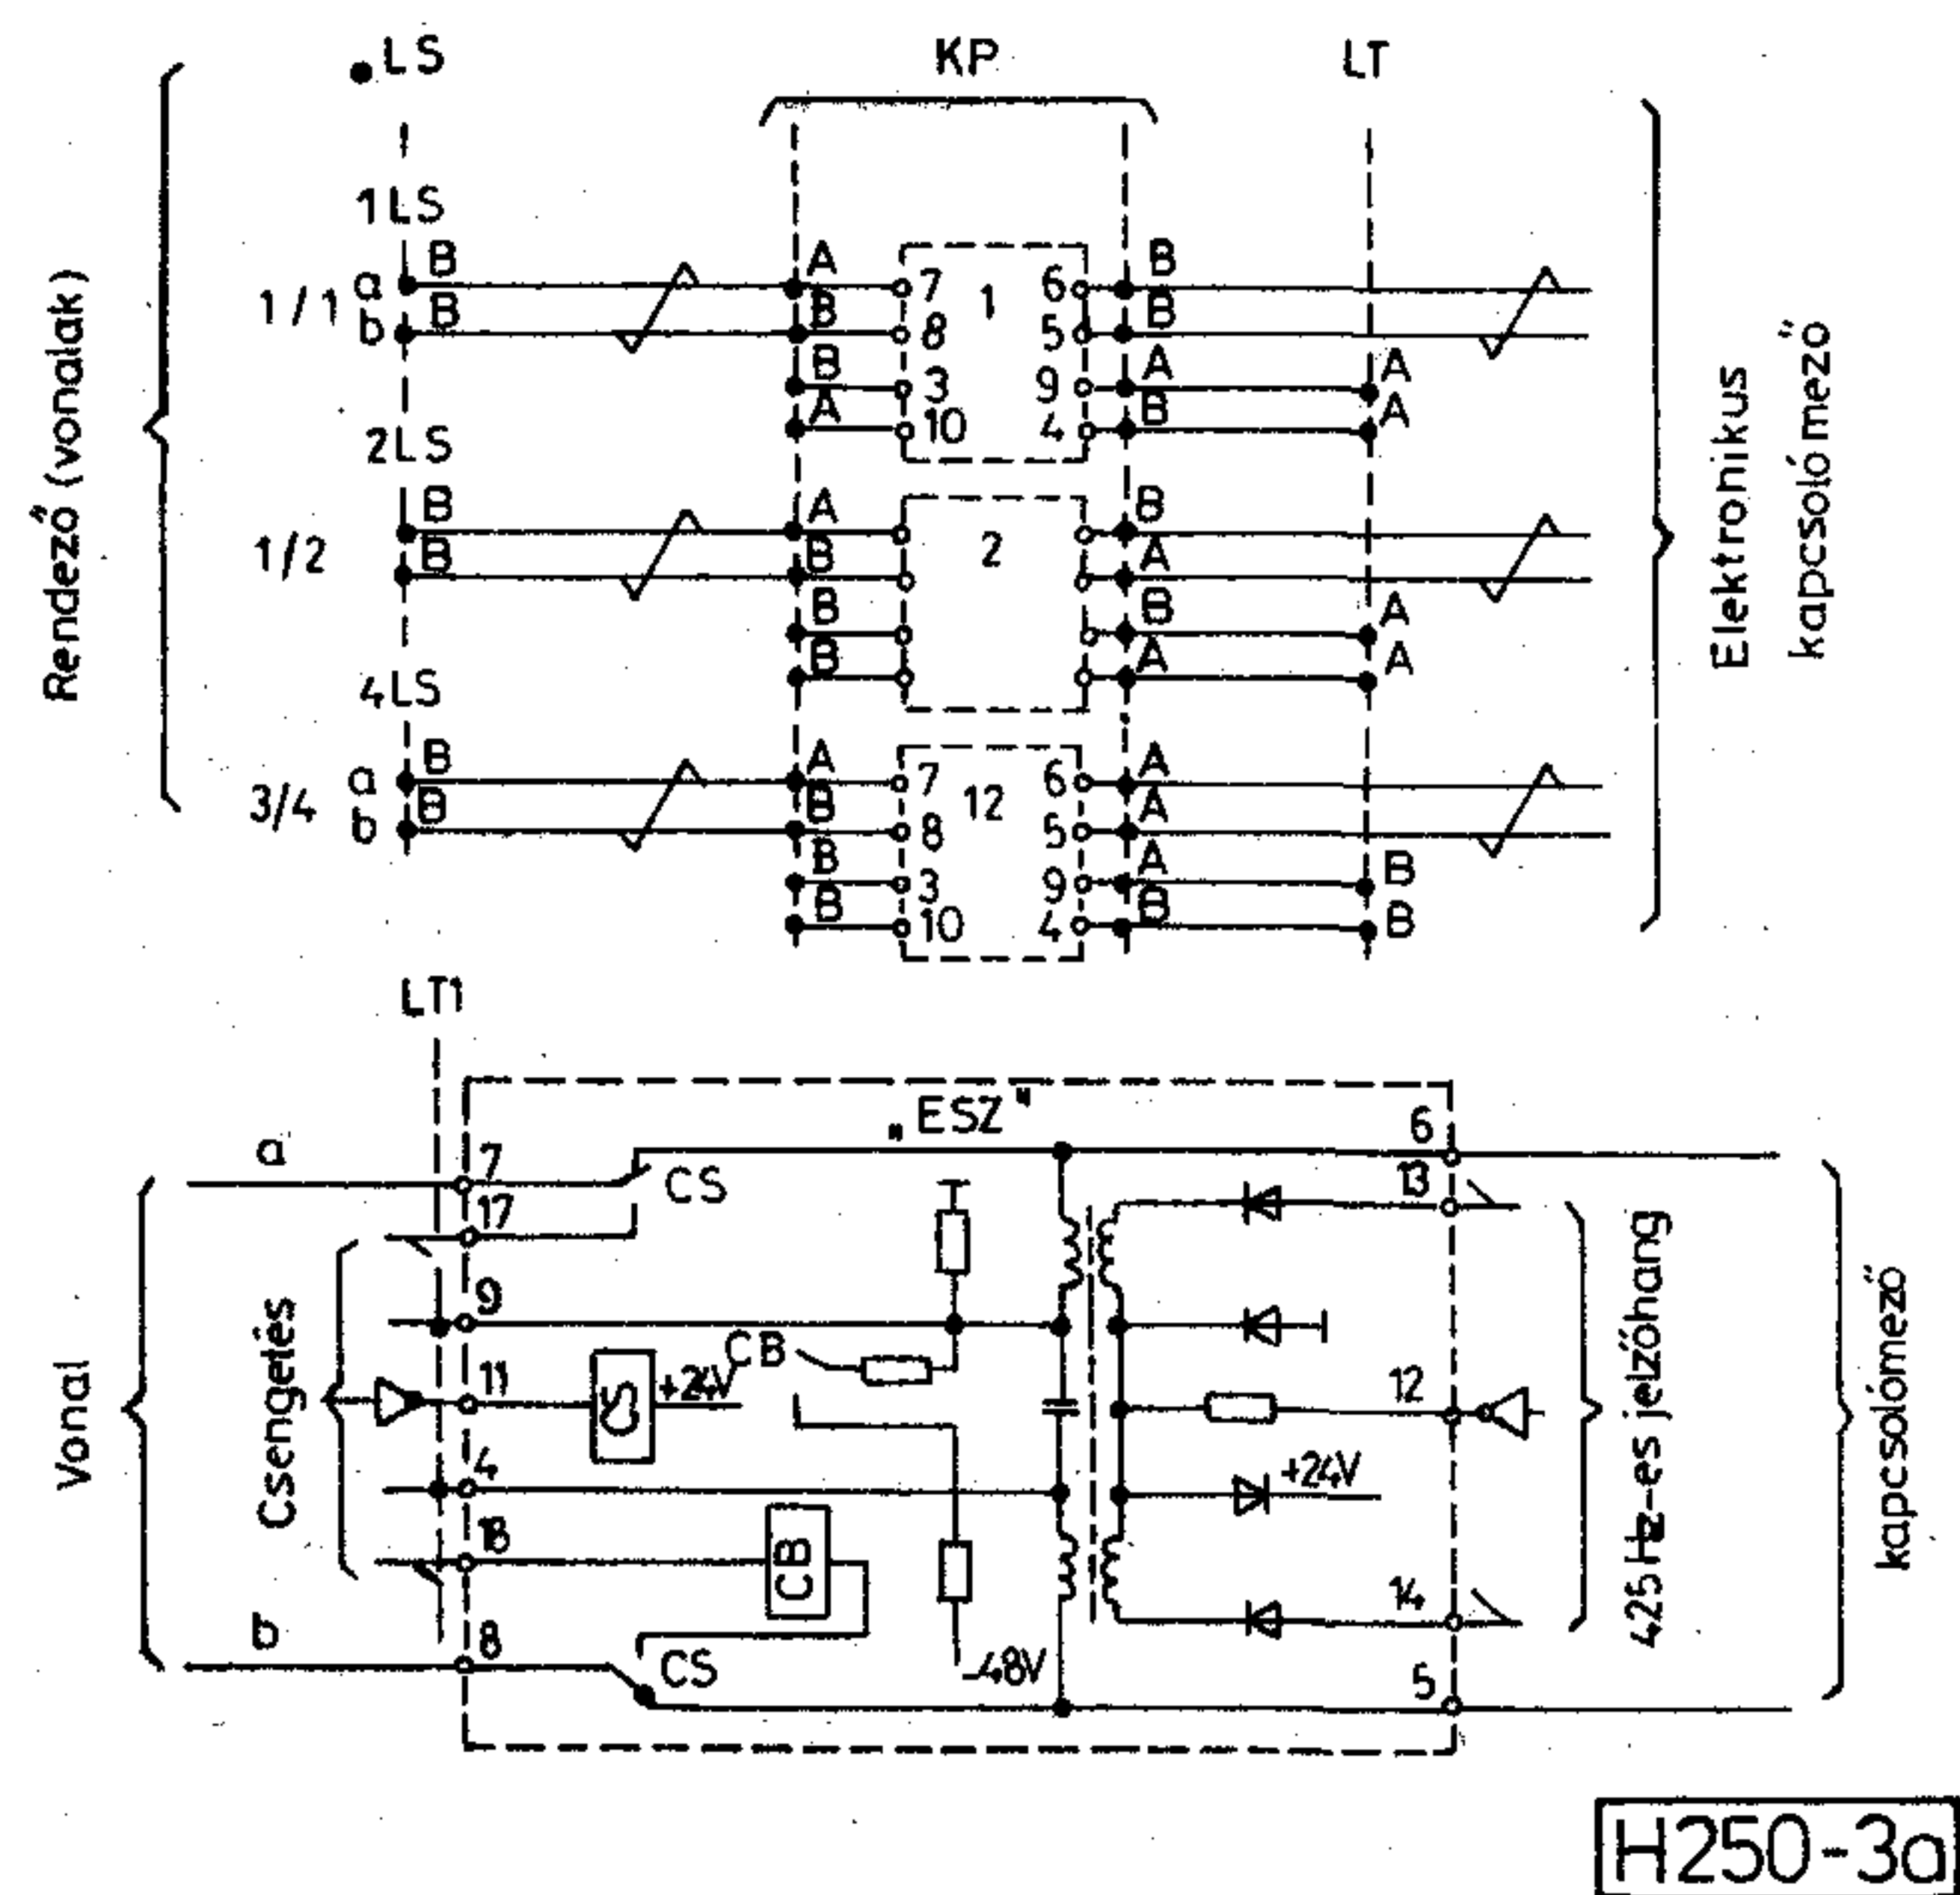 LS KP LT
1LS
1/1 a B A 7 1 6 B
b B B 8 5 B
B 3 9 A A
A 10 4 B A
2LS
1/2 B A 2 B
B B A
B B A
B A A
4LS
3/4 a B A 7 12 6 A
b B B 8 5 A
B 3 9 A B
B 10 4 B B
Rendező (vonalak)
Elektronikus
kapcsoló mező
LT1
„ESZ"
a 7 CS 6
17 13
9
CB
11 CS +24V 12
4 +24V
18 CB 14
b 8 CS -48V 5
Vonal
Csengetés
425 Hz-es jelzőhang
kapcsolómező
H250-3a